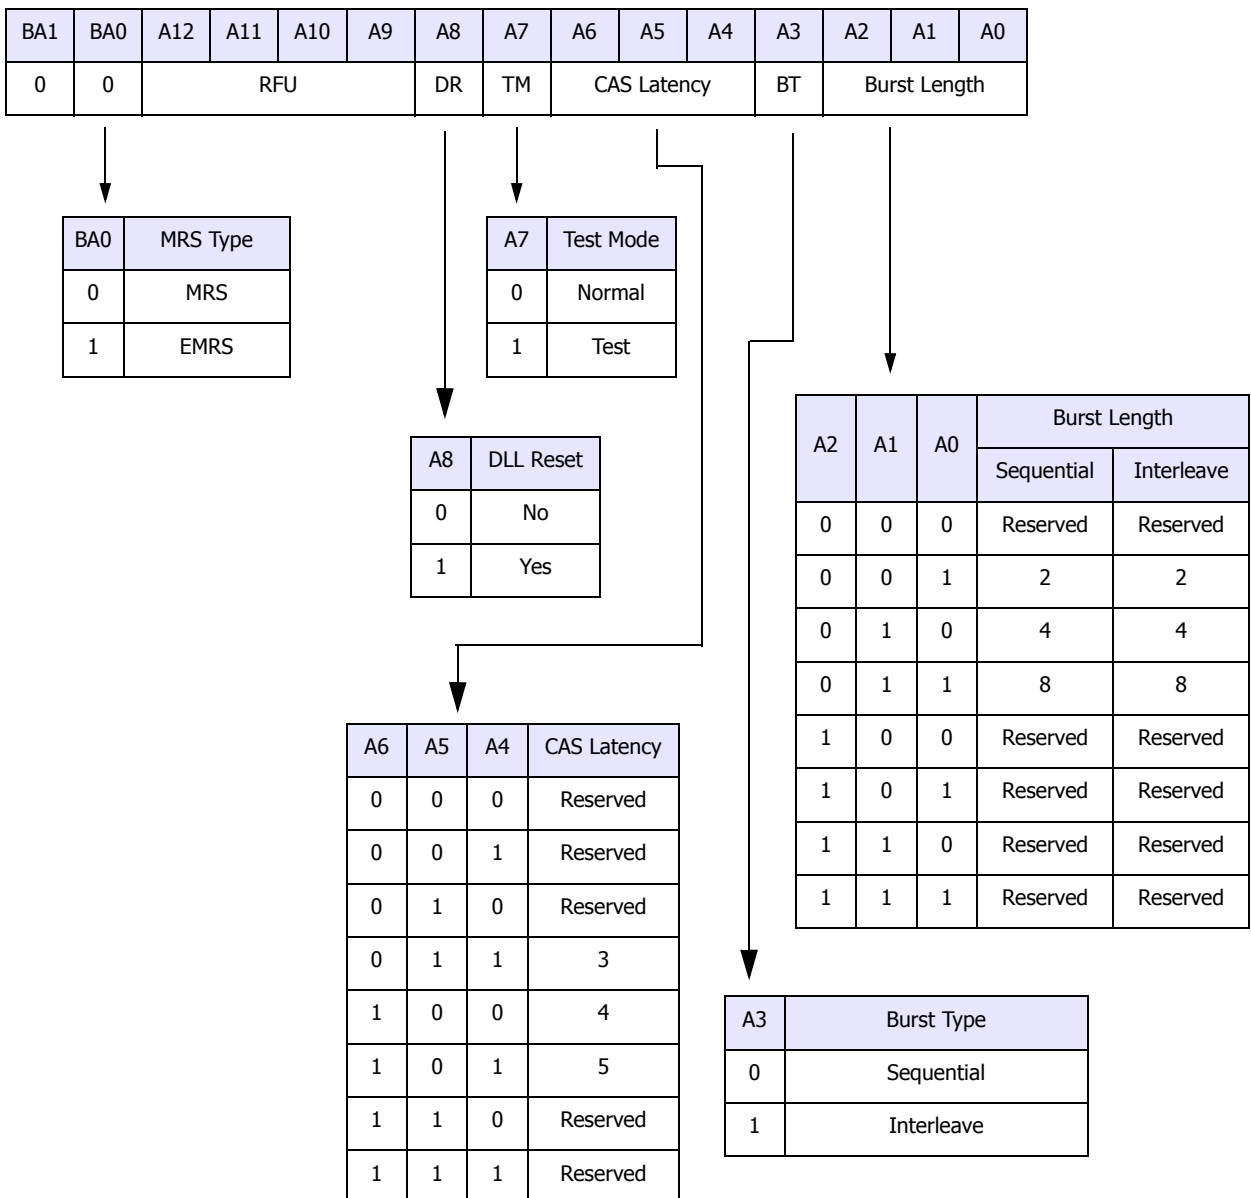 BA1 BA0 A12 A11 A10 A9 A8 A7 A6 A5 A4 A3 A2 A1 A0
0 0 RFU DR TM CAS Latency BT Burst Length
BA0 MRS Type
0 MRS
1 EMRS
A7 Test Mode
0 Normal
1 Test
A8 DLL Reset
0 No
1 Yes
A2 A1 A0 Burst Length
Sequential Interleave
0 0 0 Reserved Reserved
0 0 1 2 2
0 1 0 4 4
0 1 1 8 8
1 0 0 Reserved Reserved
1 0 1 Reserved Reserved
1 1 0 Reserved Reserved
1 1 1 Reserved Reserved
A6 A5 A4 CAS Latency
0 0 0 Reserved
0 0 1 Reserved
0 1 0 Reserved
0 1 1 3
1 0 0 4
1 0 1 5
1 1 0 Reserved
1 1 1 Reserved
A3 Burst Type
0 Sequential
1 Interleave